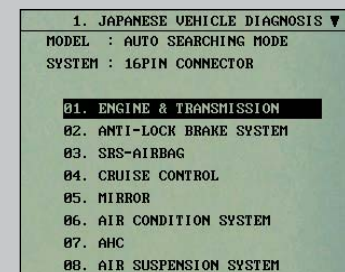 1. JAPANESE VEHICLE DIAGNOSIS ▼
MODEL : AUTO SEARCHING MODE
SYSTEM : 16PIN CONNECTOR
01. ENGINE & TRANSMISSION
02. ANTI-LOCK BRAKE SYSTEM
03. SRS-AIRBAG
04. CRUISE CONTROL
05. MIRROR
06. AIR CONDITION SYSTEM
07. AHC
08. AIR SUSPENSION SYSTEM